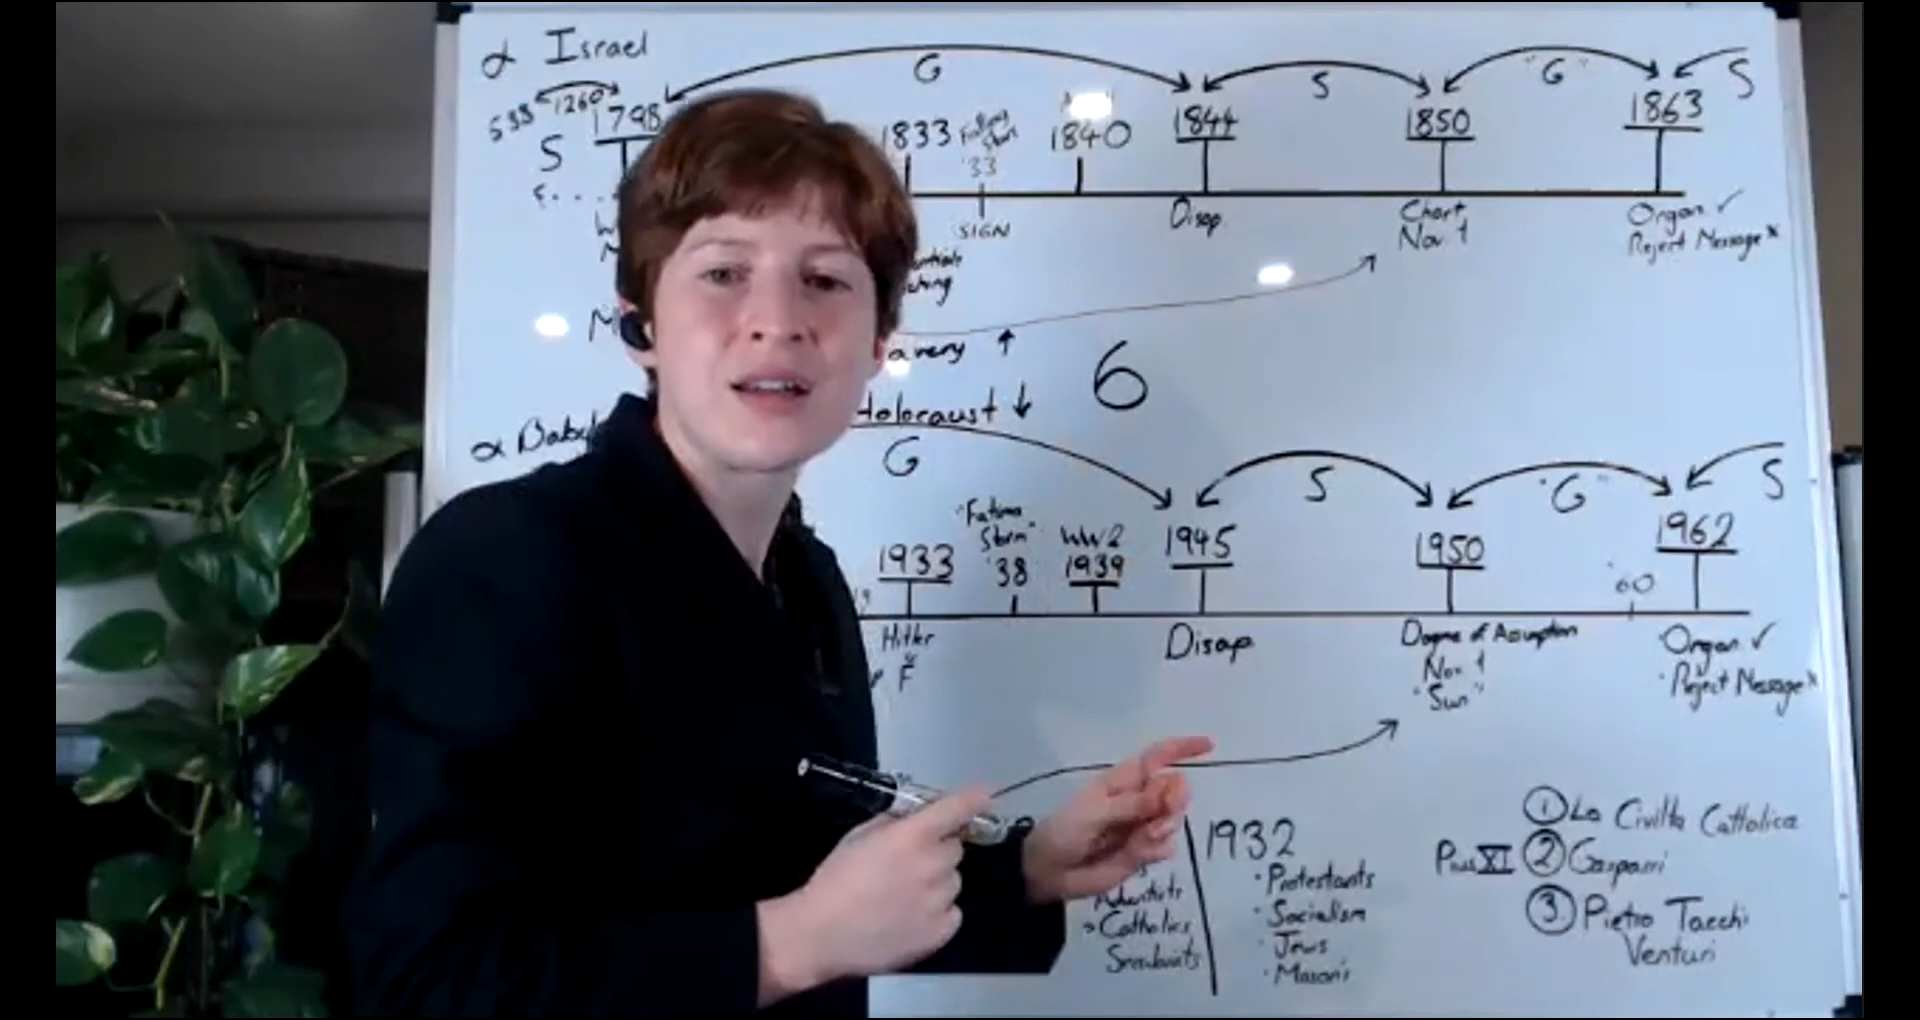 α Israel
G
S
"G"
S
538
1260
1798
1833
Falling
Stars
'33
1840
1844
1850
1863
S
SIGN
Disap.
Chart
Nov. 1
Organ. ✓
Reject Message x
↑
6
Holocaust ↓
G
S
"G"
S
"Fatima
Storm"
'38
WW2
1939
1933
1945
1950
'60
1962
Hitler
F
Disap.
Dogma of Assumption
Nov. 1
"Sun"
Organ. ✓
Reject Message x
Adventists
Catholics
1932
• Protestants
• Socialism
• Jews
• Masons
① La Civilta Cattolica
Pius XI ② Gasparri
③ Pietro Tacchi
Venturi